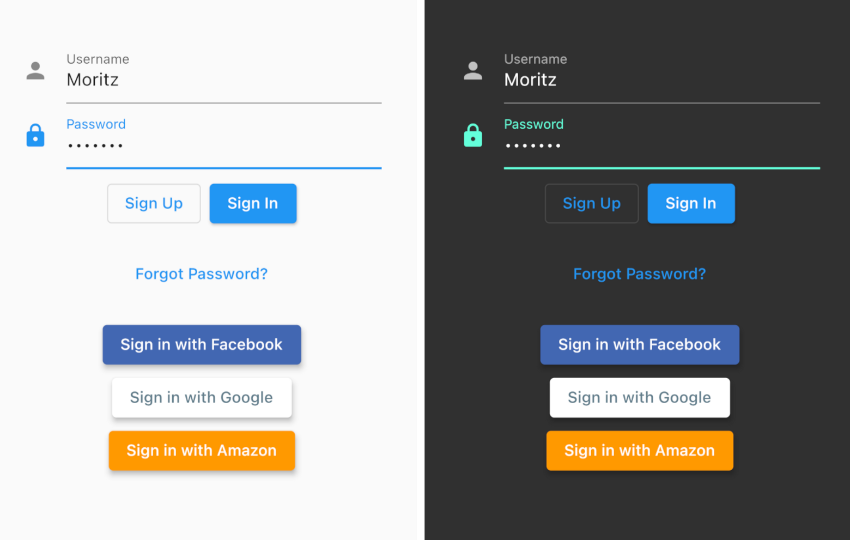 Username
Moritz
Password
•••••••
Sign Up
Sign In
Forgot Password?
Sign in with Facebook
Sign in with Google
Sign in with Amazon
Username
Moritz
Password
•••••••
Sign Up
Sign In
Forgot Password?
Sign in with Facebook
Sign in with Google
Sign in with Amazon